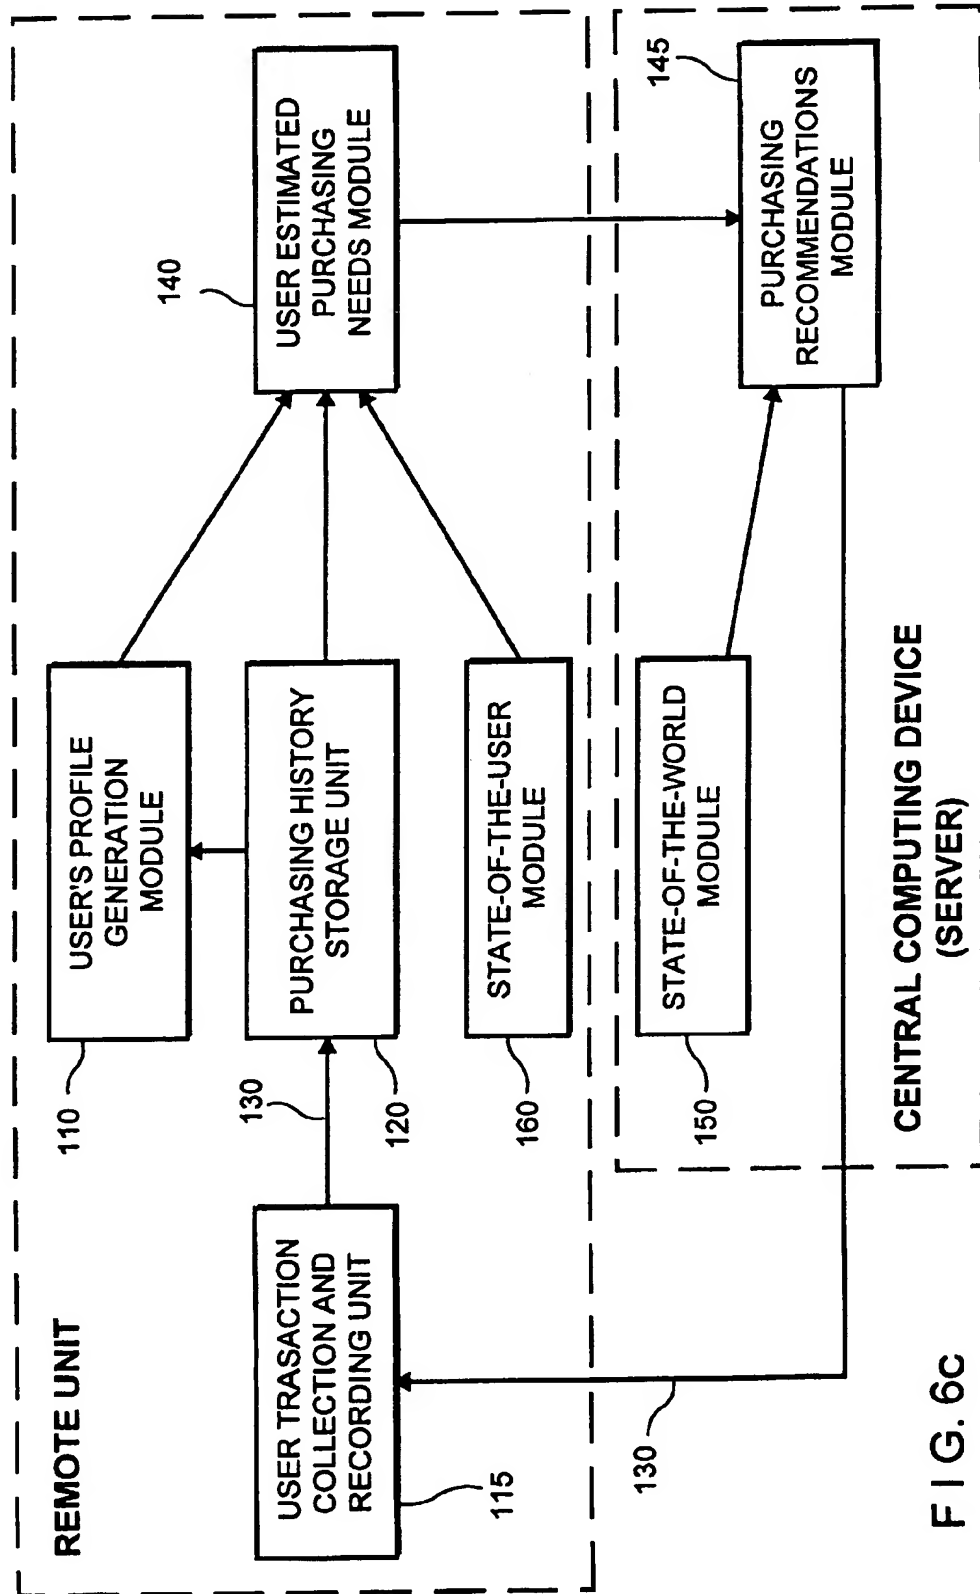 REMOTE UNIT
USER TRASACTION
COLLECTION AND
RECORDING UNIT
115
130
110
USER'S PROFILE
GENERATION
MODULE
PURCHASING HISTORY
STORAGE UNIT
120
STATE-OF-THE-USER
MODULE
160
140
USER ESTIMATED
PURCHASING
NEEDS MODULE
130
150
STATE-OF-THE-WORLD
MODULE
145
PURCHASING
RECOMMENDATIONS
MODULE
CENTRAL COMPUTING DEVICE
(SERVER)
FIG. 6c